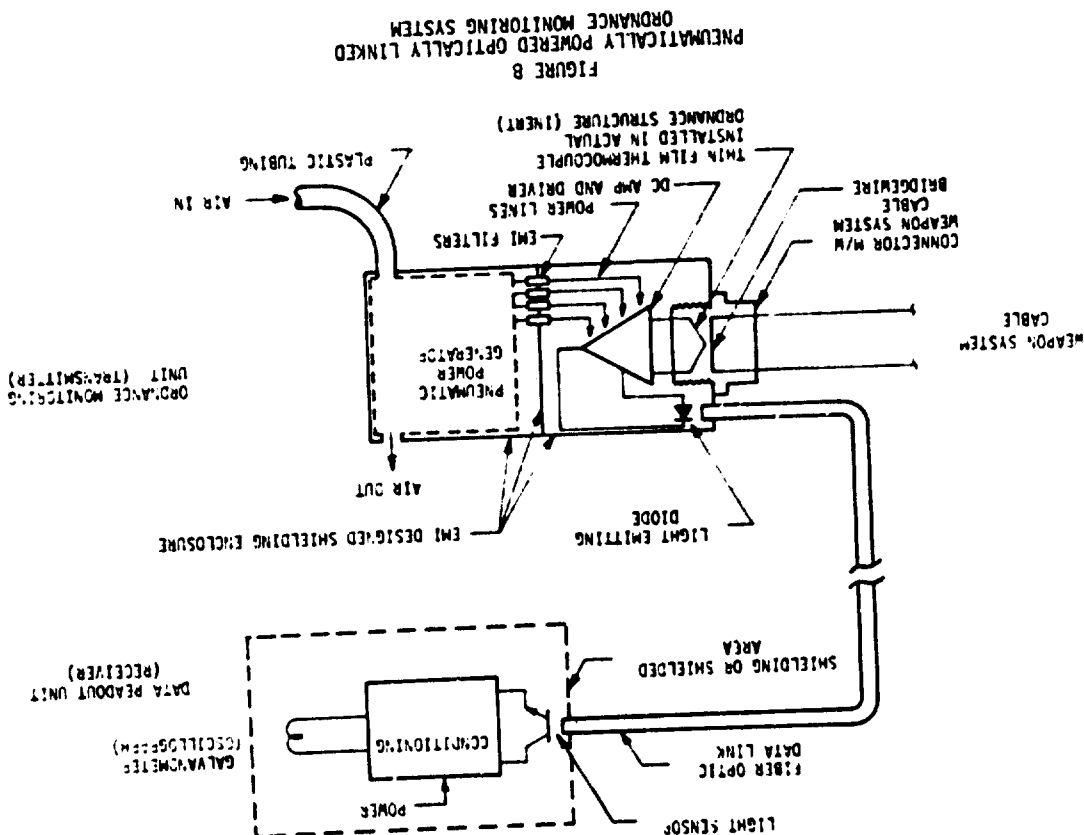 LIGHT SENSOR
POWER
FIBER OPTIC
DATA LINK
CONDITIONING
GALVANOMETER
(OSCILLOGRAPH)
DATA READOUT UNIT
(RECEIVER)
SHIELDING OR SHIELDED
AREA
LIGHT EMITTING
DIODE
EMI DESIGNED SHIELDING ENCLOSURE
AIR OUT
WEAPON SYSTEM
CABLE
PNEUMATIC
POWER
GENERATOR
ORDNANCE MONITORING
UNIT (TRANSMITTER)
CONNECTOR M/W
WEAPON SYSTEM
CABLE
BRIDGEWIRE
EMI FILTERS
POWER LINES
DC AMP AND DRIVER
THIN FILM THERMOCOUPLE
INSTALLED IN ACTUAL
ORDNANCE STRUCTURE (INERT)
AIR IN
PLASTIC TUBING
FIGURE 8
PNEUMATICALLY POWERED OPTICALLY LINKED
ORDNANCE MONITORING SYSTEM